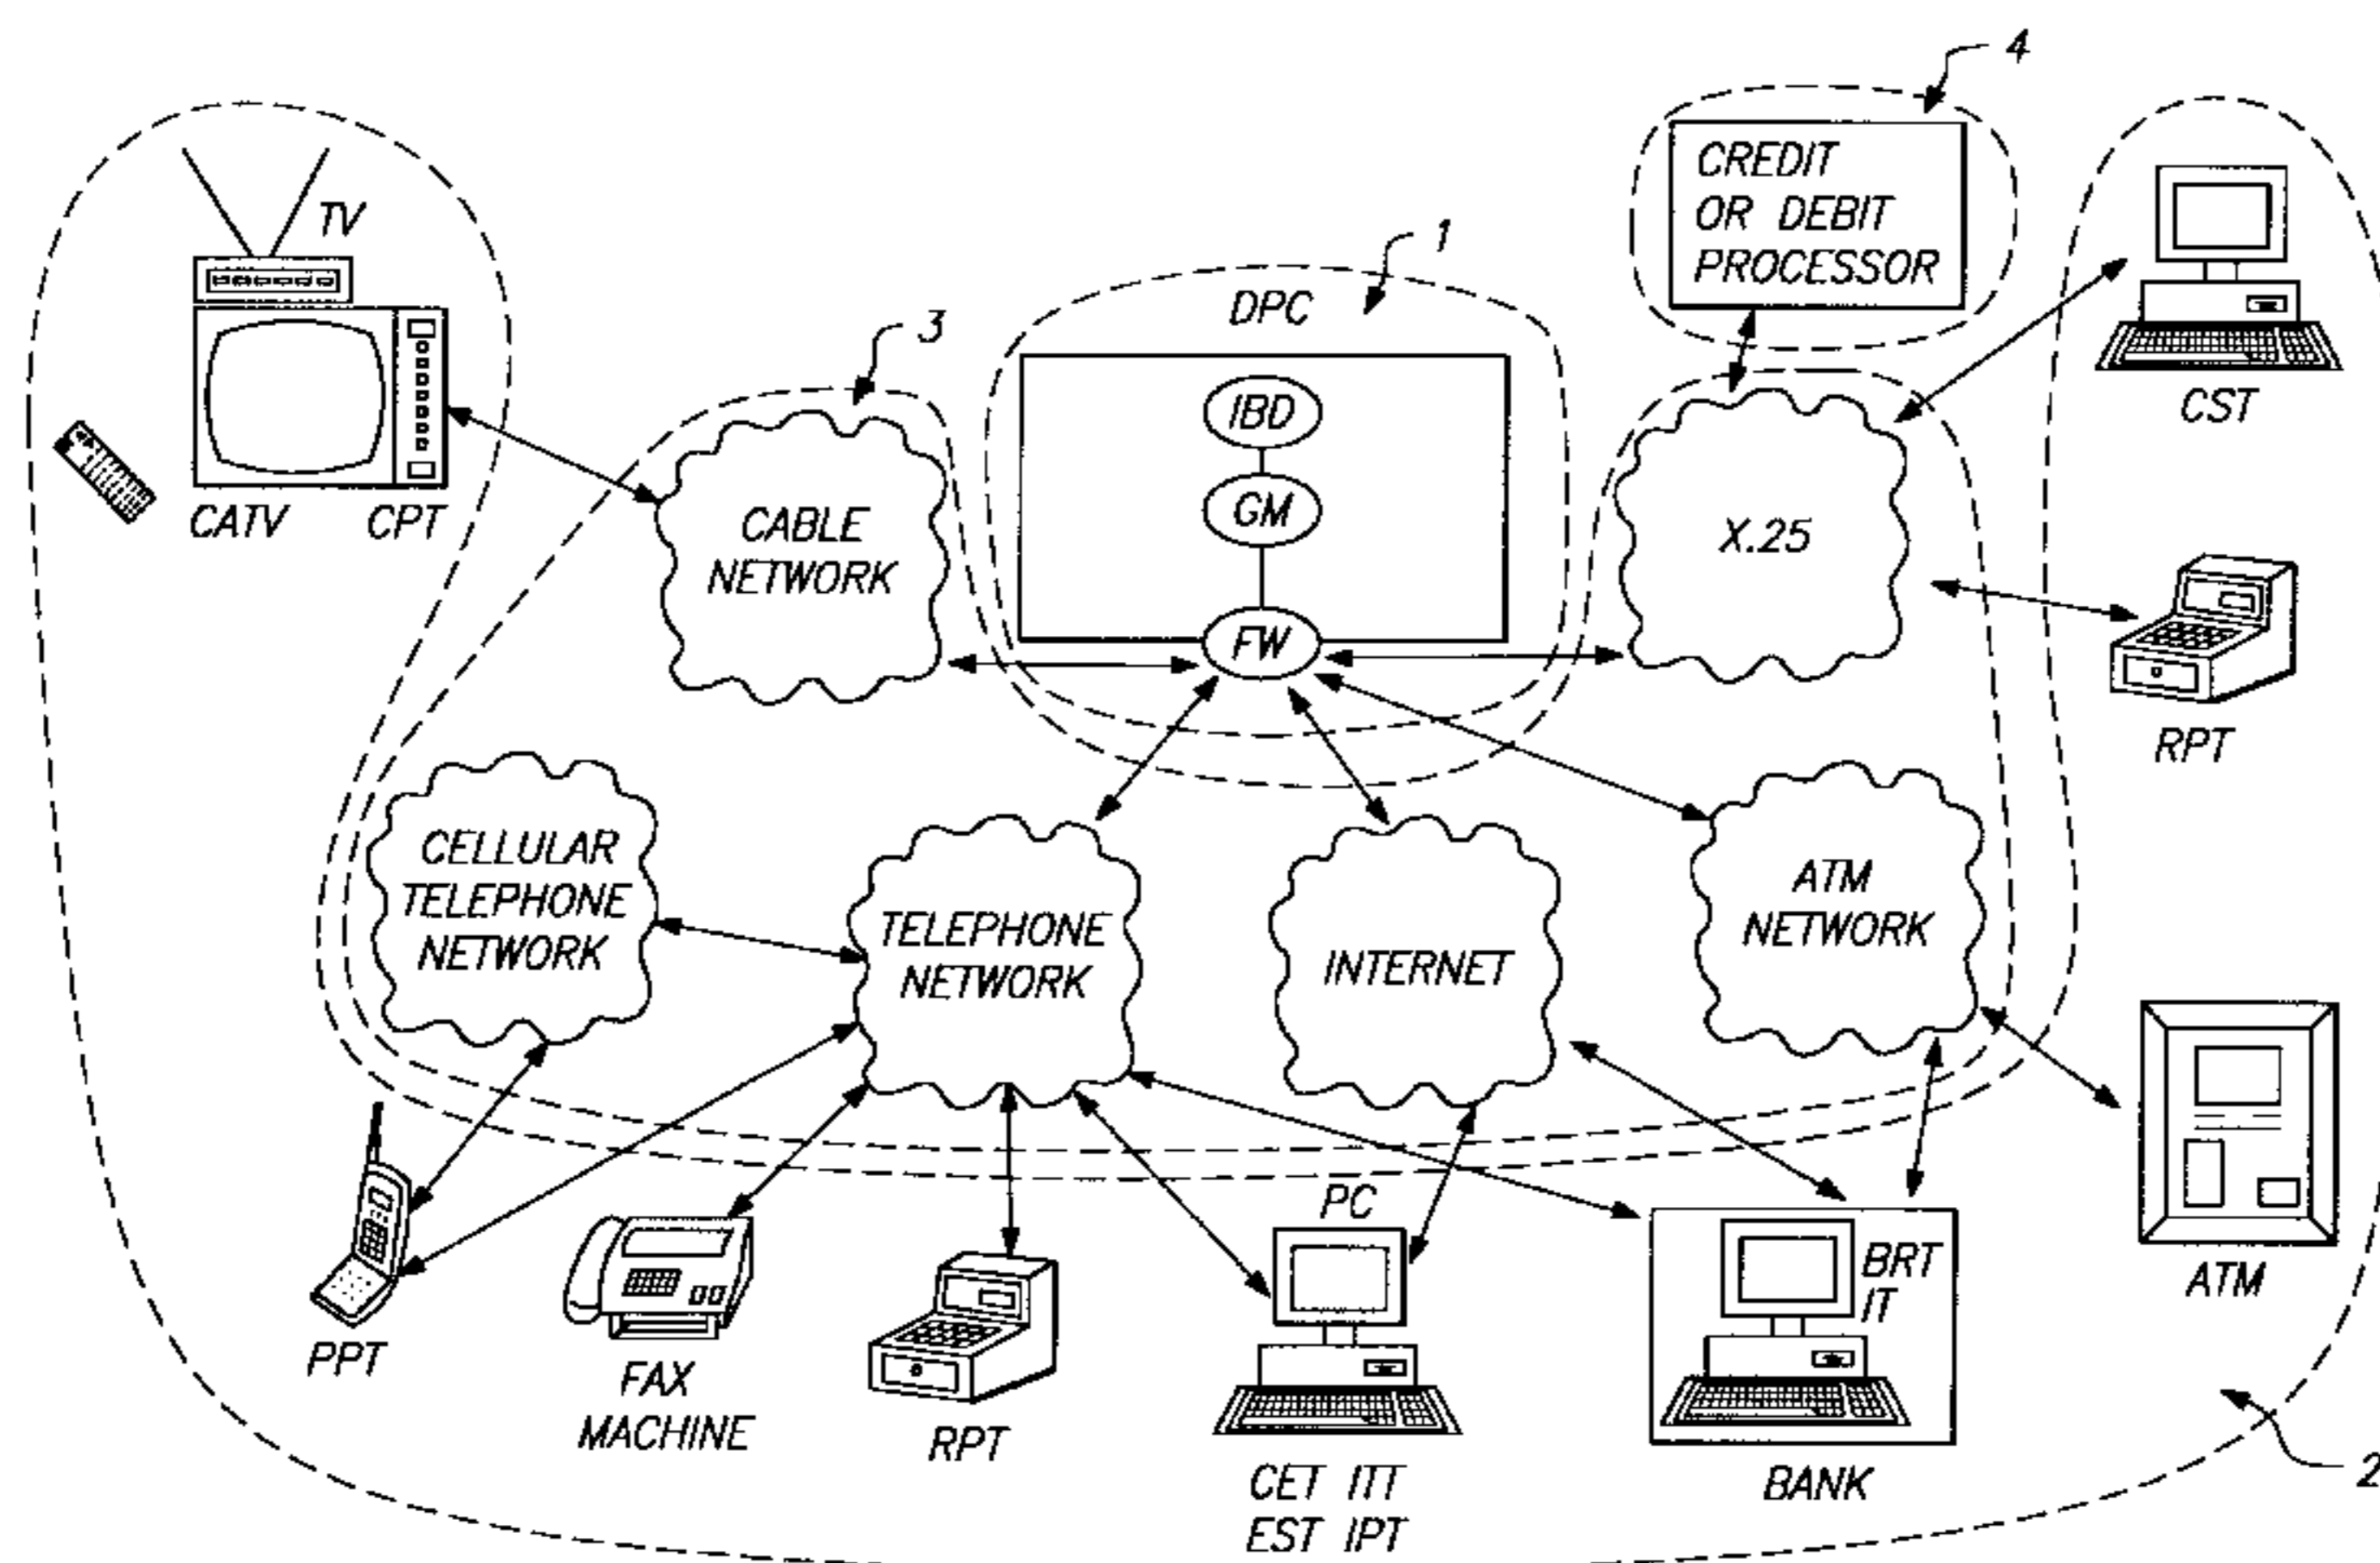 4
CREDIT
OR DEBIT
PROCESSOR
TV
1
DPC
3
IBD
CST
GM
CATV CPT
CABLE
NETWORK
X.25
FW
RPT
CELLULAR
TELEPHONE
NETWORK
TELEPHONE
NETWORK
INTERNET
ATM
NETWORK
PC
BRT
IT
ATM
PPT
FAX
MACHINE
RPT
CET ITT
EST IPT
BANK
2